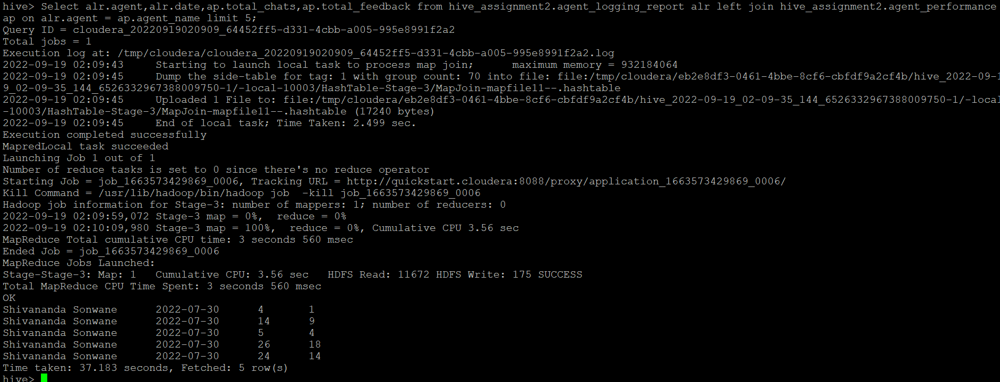 hive> Select alr.agent,alr.date,ap.total_chats,ap.total_feedback from hive_assignment2.agent_logging_report alr left join hive_assignment2.agent_performance
ap on alr.agent = ap.agent_name limit 5;
Query ID = cloudera_20220919020909_64452ff5-d331-4cbb-a005-995e8991f2a2
Total jobs = 1
Execution log at: /tmp/cloudera/cloudera_20220919020909_64452ff5-d331-4cbb-a005-995e8991f2a2.log
2022-09-19 02:09:43     Starting to launch local task to process map join;      maximum memory = 932184064
2022-09-19 02:09:45     Dump the side-table for tag: 1 with group count: 70 into file: file:/tmp/cloudera/eb2e8df3-0461-4bbe-8cf6-cbfdf9a2cf4b/hive_2022-09-1
9_02-09-35_144_6526332967388009750-1/-local-10003/HashTable-Stage-3/MapJoin-mapfile11--.hashtable
2022-09-19 02:09:45     Uploaded 1 File to: file:/tmp/cloudera/eb2e8df3-0461-4bbe-8cf6-cbfdf9a2cf4b/hive_2022-09-19_02-09-35_144_6526332967388009750-1/-local
-10003/HashTable-Stage-3/MapJoin-mapfile11--.hashtable (17240 bytes)
2022-09-19 02:09:45     End of local task; Time Taken: 2.499 sec.
Execution completed successfully
MapredLocal task succeeded
Launching Job 1 out of 1
Number of reduce tasks is set to 0 since there's no reduce operator
Starting Job = job_1663573429869_0006, Tracking URL = http://quickstart.cloudera:8088/proxy/application_1663573429869_0006/
Kill Command = /usr/lib/hadoop/bin/hadoop job  -kill job_1663573429869_0006
Hadoop job information for Stage-3: number of mappers: 1; number of reducers: 0
2022-09-19 02:09:59,072 Stage-3 map = 0%,  reduce = 0%
2022-09-19 02:10:09,980 Stage-3 map = 100%,  reduce = 0%, Cumulative CPU 3.56 sec
MapReduce Total cumulative CPU time: 3 seconds 560 msec
Ended Job = job_1663573429869_0006
MapReduce Jobs Launched:
Stage-Stage-3: Map: 1   Cumulative CPU: 3.56 sec   HDFS Read: 11672 HDFS Write: 175 SUCCESS
Total MapReduce CPU Time Spent: 3 seconds 560 msec
OK
Shivananda Sonwane      2022-07-30      4       1
Shivananda Sonwane      2022-07-30      14      9
Shivananda Sonwane      2022-07-30      5       4
Shivananda Sonwane      2022-07-30      26      18
Shivananda Sonwane      2022-07-30      24      14
Time taken: 37.183 seconds, Fetched: 5 row(s)
hive>